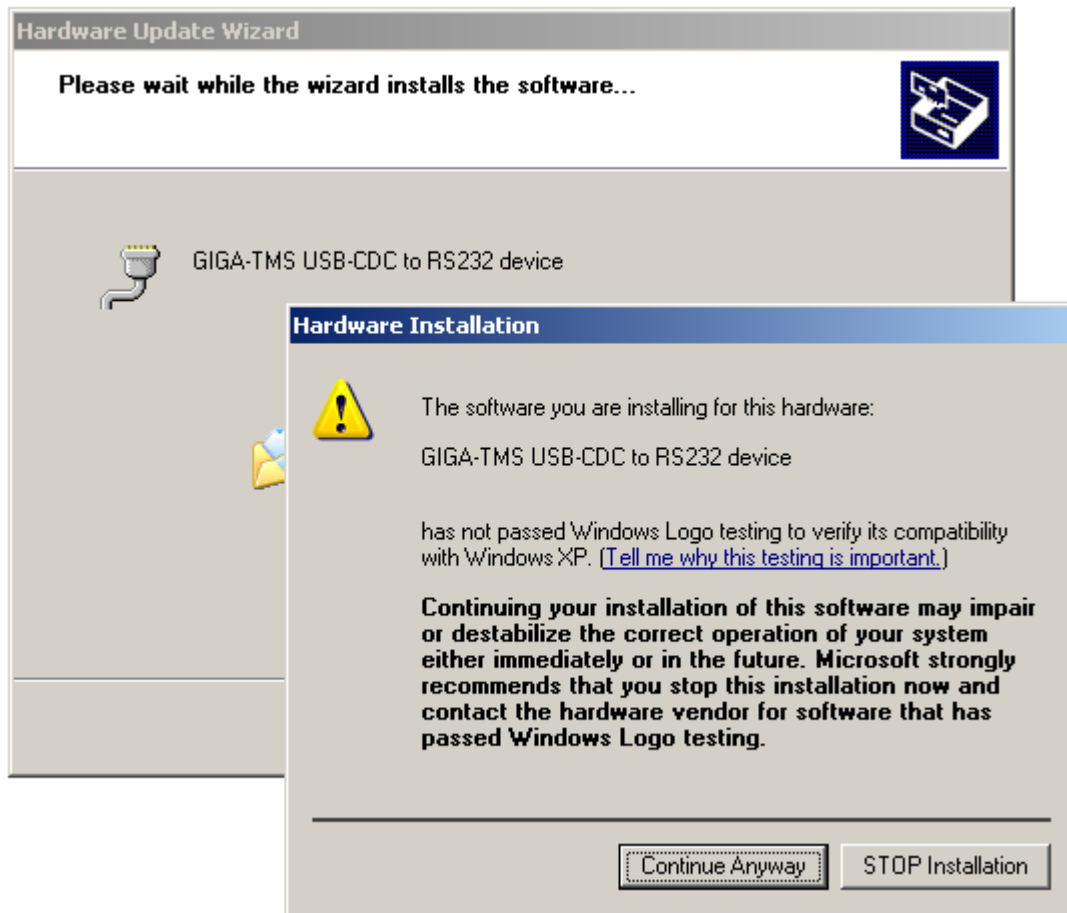 Hardware Update Wizard
Please wait while the wizard installs the software...
GIGA-TMS USB-CDC to RS232 device
Hardware Installation
The software you are installing for this hardware:
GIGA-TMS USB-CDC to RS232 device
has not passed Windows Logo testing to verify its compatibility
with Windows XP. (Tell me why this testing is important.)
Continuing your installation of this software may impair
or destabilize the correct operation of your system
either immediately or in the future. Microsoft strongly
recommends that you stop this installation now and
contact the hardware vendor for software that has
passed Windows Logo testing.
Continue Anyway
STOP Installation